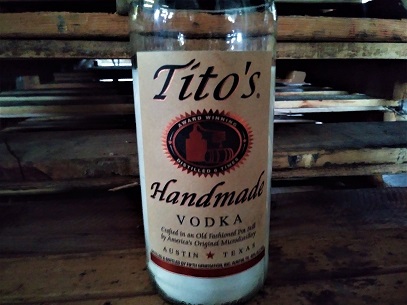 Tito's
AWARD WINNING
DISTILLED 6 TIMES
Handmade
VODKA
Crafted in an Old Fashioned Pot Still
by America's Original Microdistillery
AUSTIN ★ TEXAS